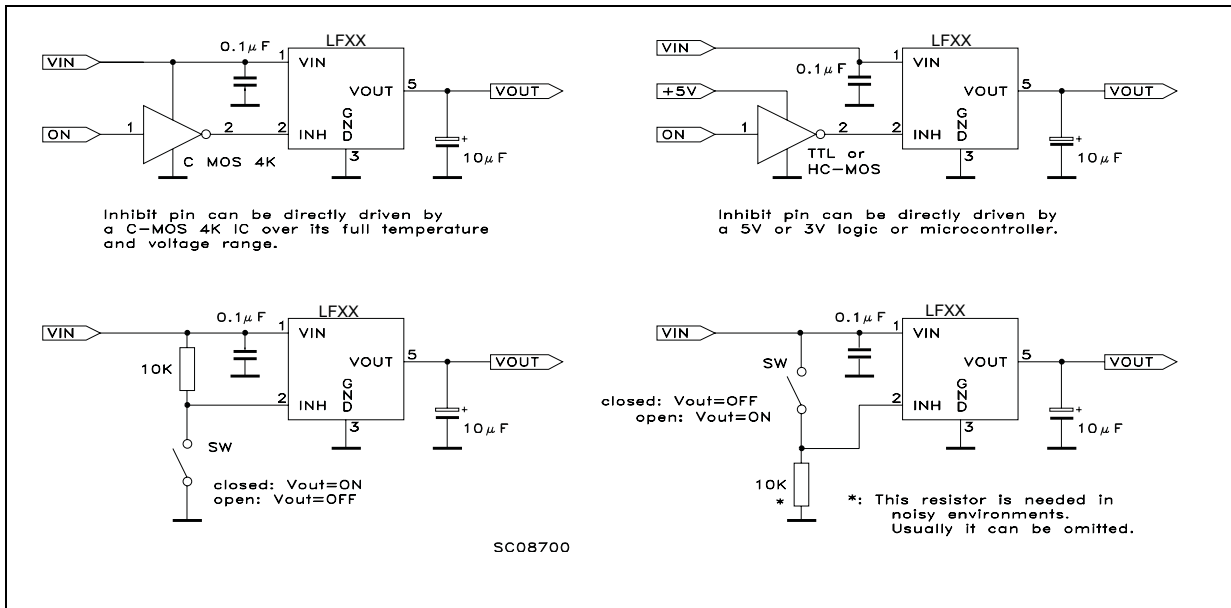 LFXX
0.1μF
VIN
1
VIN
VOUT
5
VOUT
ON
1
2
2
INH
GND
3
+
10μF
C MOS 4K
Inhibit pin can be directly driven by
a C-MOS 4K IC over its full temperature
and voltage range.
LFXX
VIN
1
VIN
0.1μF
+5V
VOUT
5
VOUT
ON
1
2
2
INH
GND
3
+
10μF
TTL or
HC-MOS
Inhibit pin can be directly driven by
a 5V or 3V logic or microcontroller.
LFXX
0.1μF
VIN
1
VIN
10K
VOUT
5
VOUT
2
INH
GND
3
+
10μF
SW
closed: Vout=ON
open: Vout=OFF
LFXX
0.1μF
VIN
1
VIN
SW
VOUT
5
VOUT
closed: Vout=OFF
open: Vout=ON
2
INH
GND
3
+
10μF
10K
*
*: This resistor is needed in
noisy environments.
Usually it can be omitted.
SC08700